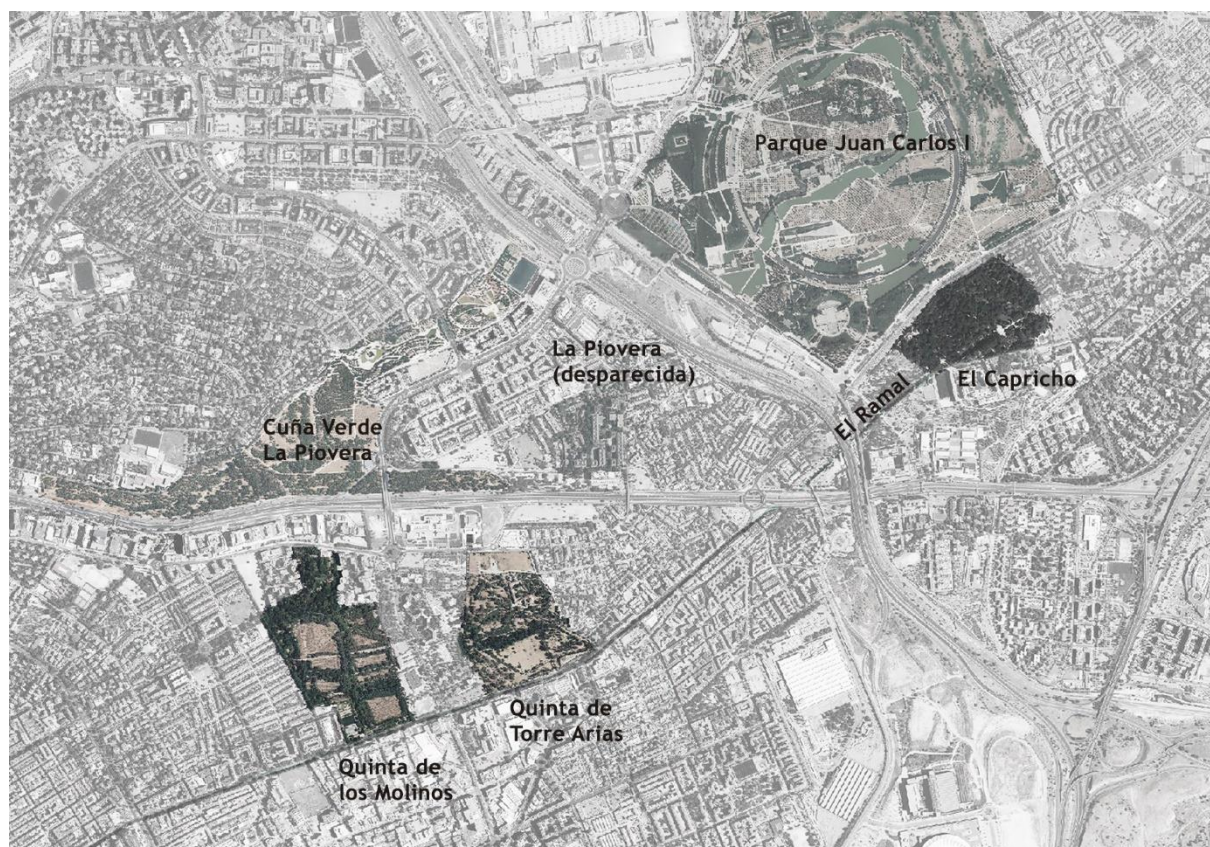 Parque Juan Carlos I
La Piovera
(desparecida)
El Capricho
El Ramal
Cuña Verde
La Piovera
Quinta de
Torre Arias
Quinta de
los Molinos